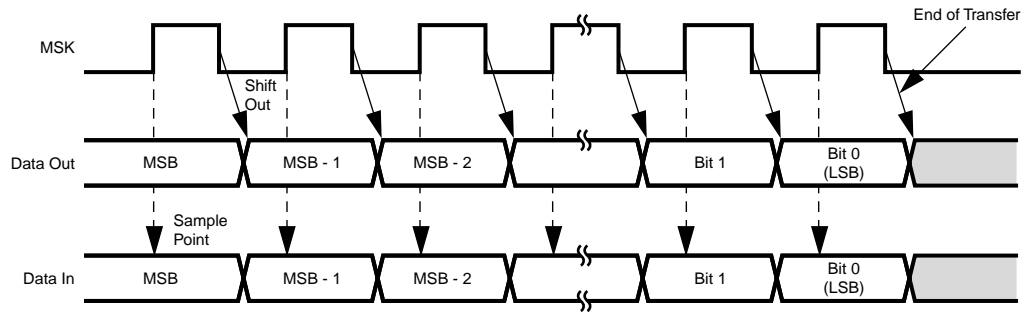 End of Transfer
MSK
Shift
Out
Data Out
MSB
MSB - 1
MSB - 2
Bit 1
Bit 0
(LSB)
Sample
Point
Data In
MSB
MSB - 1
MSB - 2
Bit 1
Bit 0
(LSB)